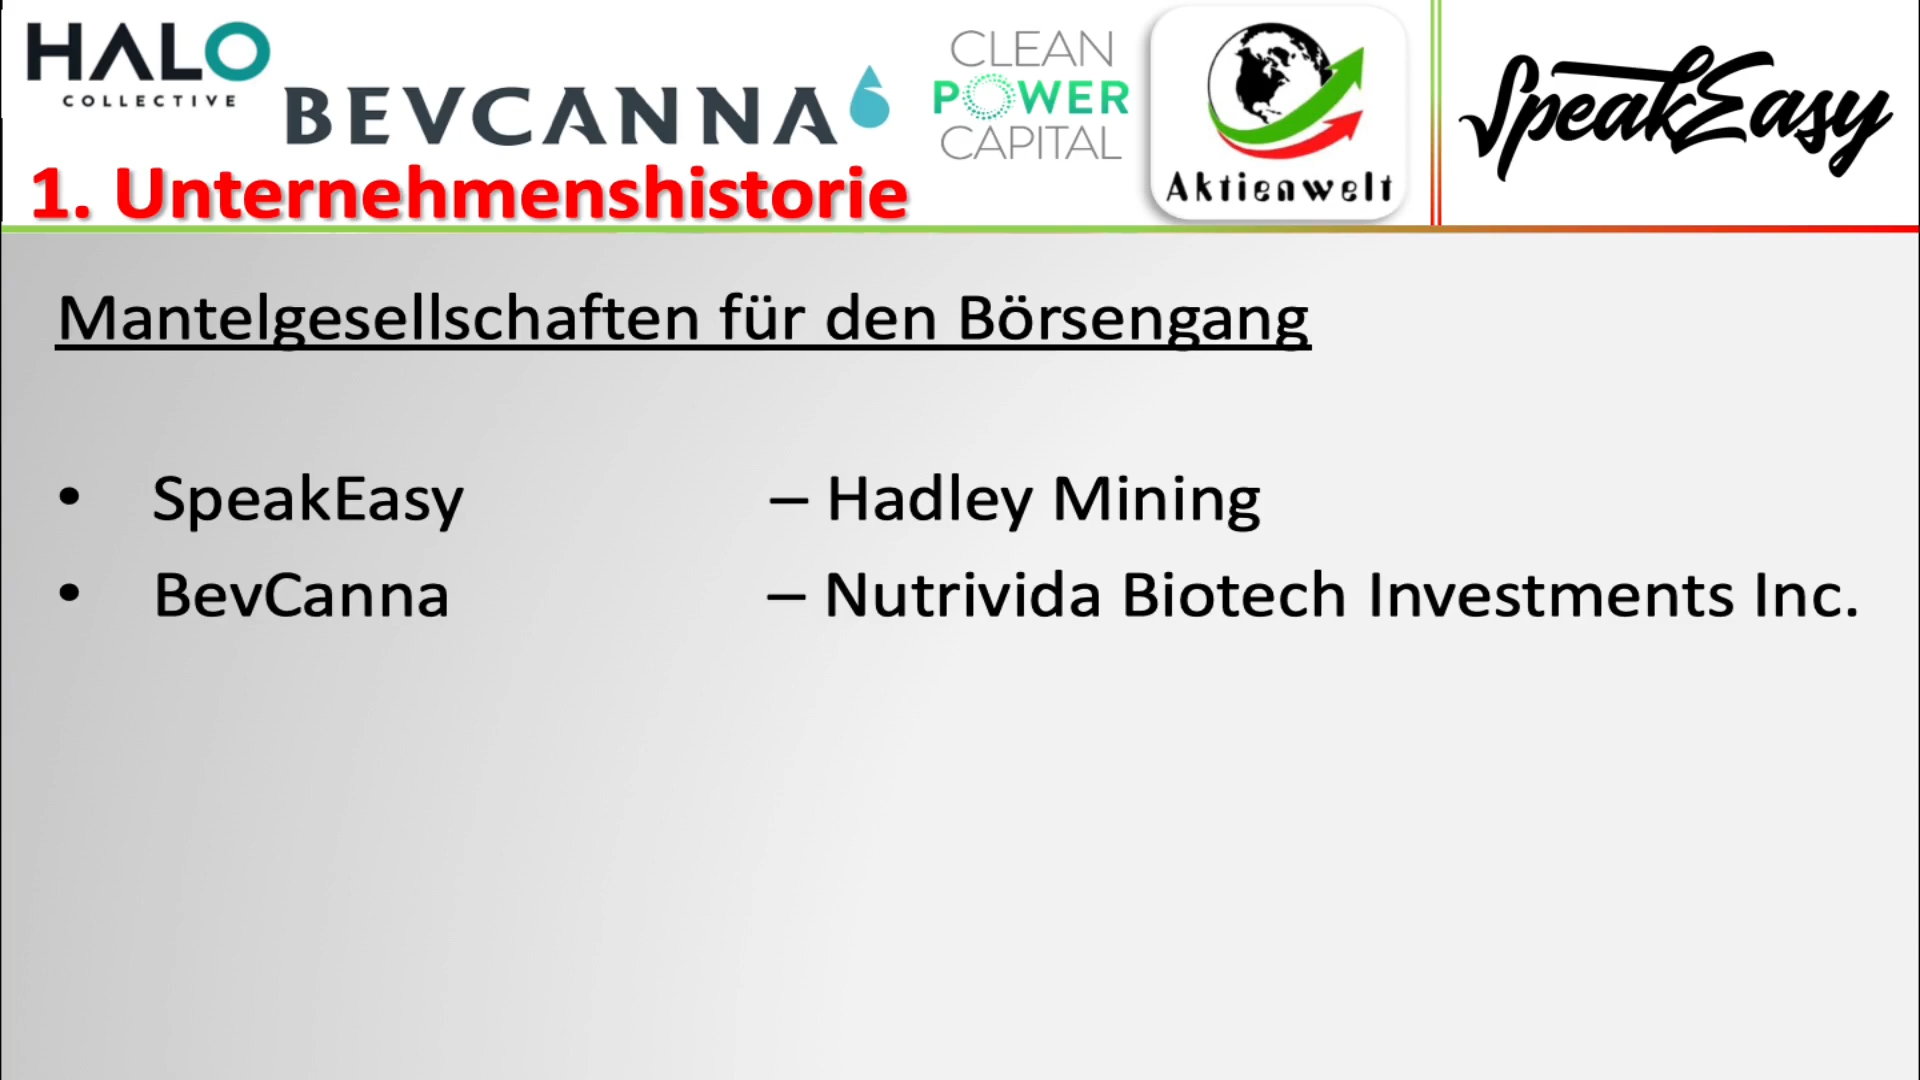 HALO
COLLECTIVE
BEVCANNA
CLEAN
POWER
CAPITAL
Aktienwelt
SpeakEasy
1. Unternehmenshistorie
Mantelgesellschaften für den Börsengang
• SpeakEasy – Hadley Mining
• BevCanna – Nutrivida Biotech Investments Inc.